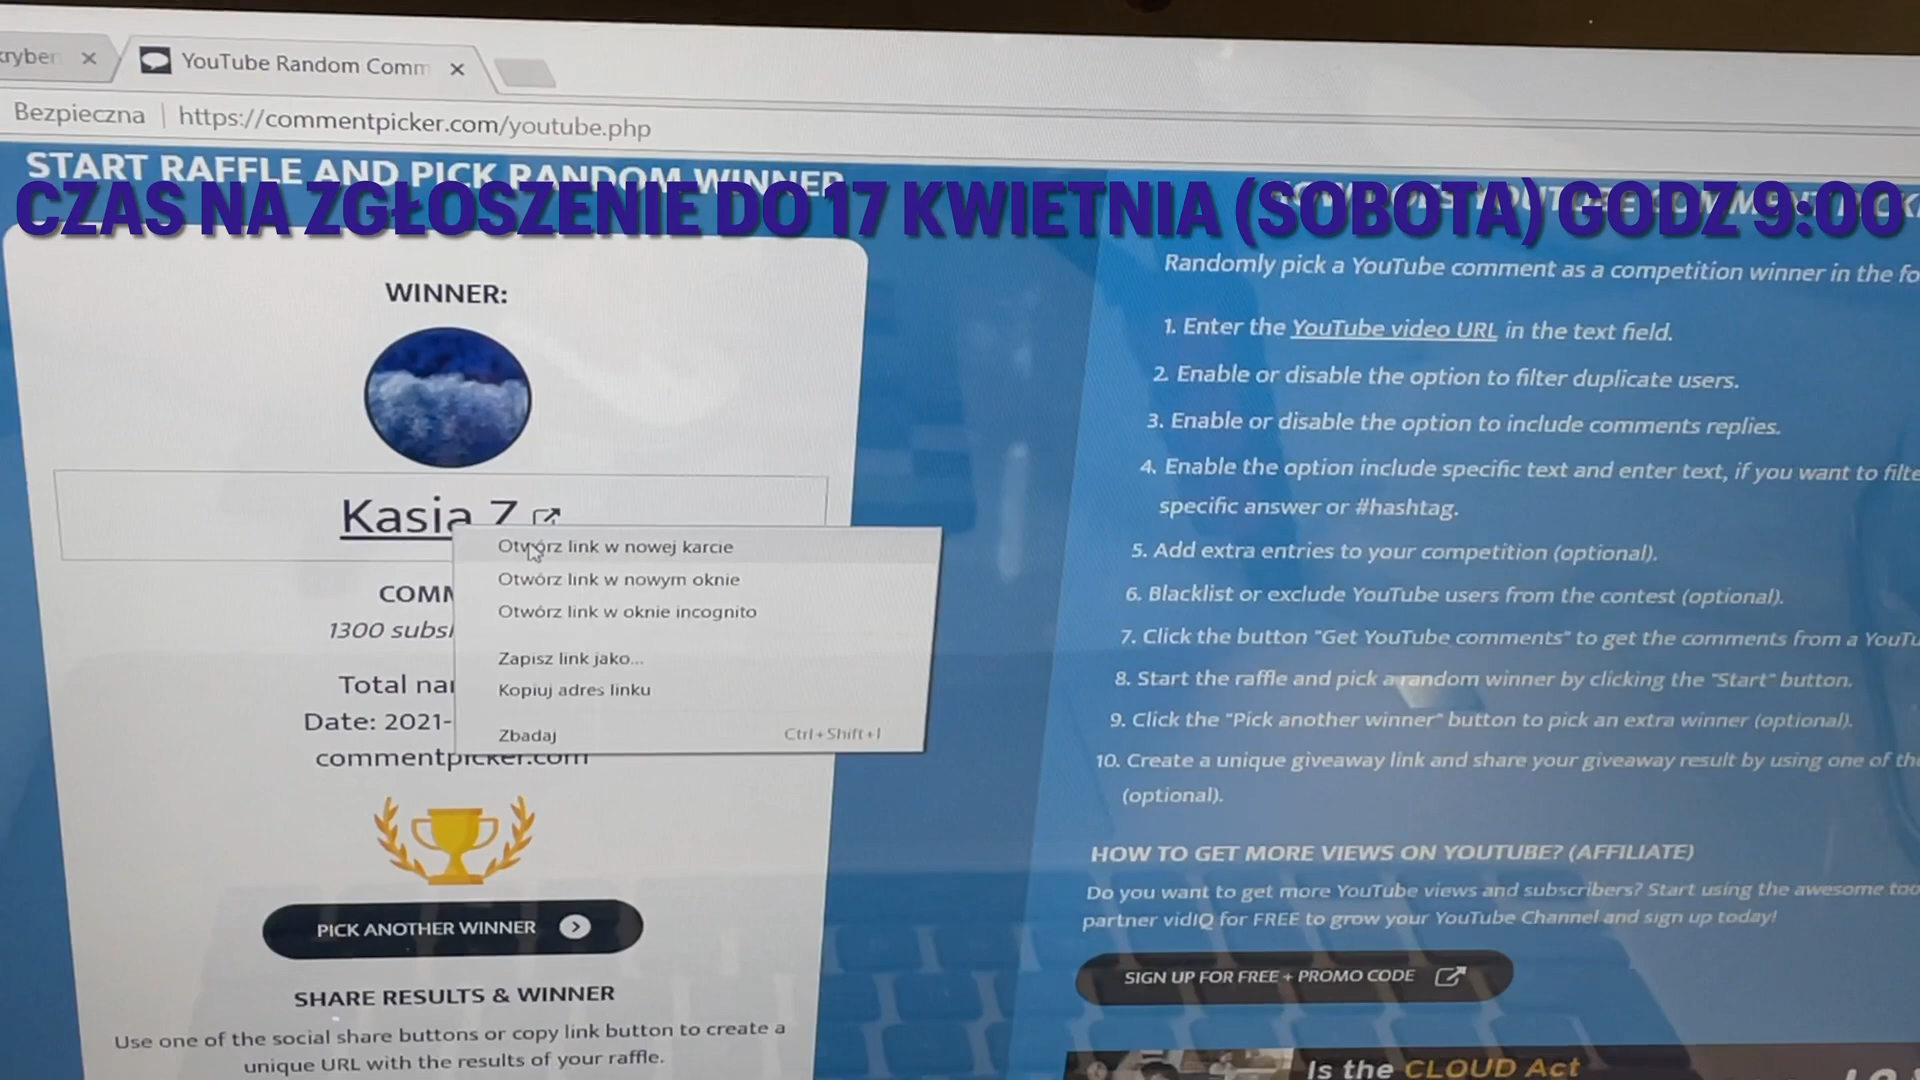 YouTube Random Comm
Bezpieczna
https://commentpicker.com/youtube.php
START RAFFLE AND PICK RANDOM WINNER
CZAS NA ZGŁOSZENIE DO 17 KWIETNIA (SOBOTA) GODZ 9:00
WINNER:
Kasia Z
Otwórz link w nowej karcie
Otwórz link w nowym oknie
Otwórz link w oknie incognito
Zapisz link jako...
Kopiuj adres linku
Zbadaj Ctrl+Shift+I
COMM
1300 subs
Total na
Date: 2021-
commentpicker.com
PICK ANOTHER WINNER
SHARE RESULTS & WINNER
Use one of the social share buttons or copy link button to create a
unique URL with the results of your raffle.
Randomly pick a YouTube comment as a competition winner in the fo
1. Enter the YouTube video URL in the text field.
2. Enable or disable the option to filter duplicate users.
3. Enable or disable the option to include comments replies.
4. Enable the option include specific text and enter text, if you want to filte
specific answer or #hashtag.
5. Add extra entries to your competition (optional).
6. Blacklist or exclude YouTube users from the contest (optional).
7. Click the button "Get YouTube comments" to get the comments from a YouTu
8. Start the raffle and pick a random winner by clicking the "Start" button.
9. Click the "Pick another winner" button to pick an extra winner (optional).
10. Create a unique giveaway link and share your giveaway result by using one of the
(optional).
HOW TO GET MORE VIEWS ON YOUTUBE? (AFFILIATE)
Do you want to get more YouTube views and subscribers? Start using the awesome too
partner vidIQ for FREE to grow your YouTube Channel and sign up today!
SIGN UP FOR FREE + PROMO CODE
Is the CLOUD Act